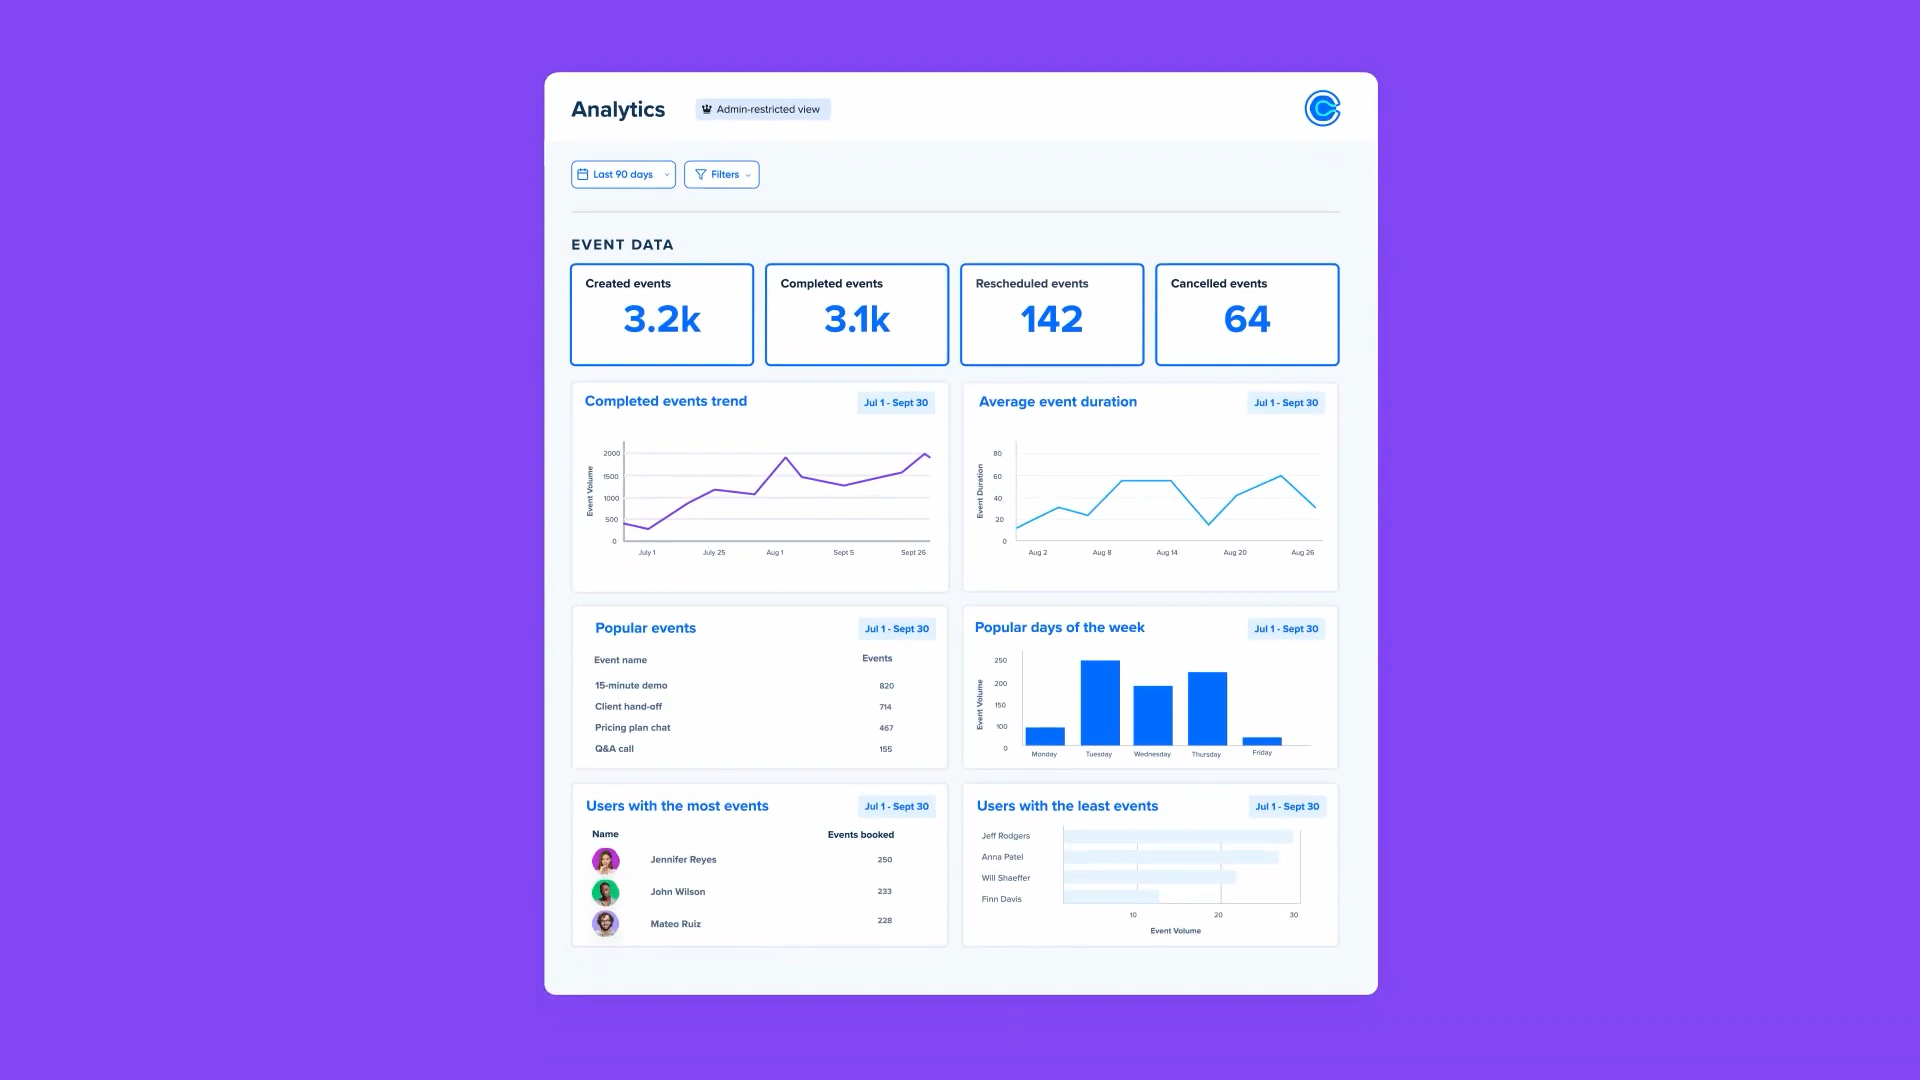 Analytics
Admin-restricted view
Last 90 days
Filters
EVENT DATA
Created events
3.2k
Completed events
3.1k
Rescheduled events
142
Cancelled events
64
Completed events trend
Jul 1 - Sept 30
Event Volume
2000
1500
1000
500
0
July 1
July 25
Aug 1
Sept 5
Sept 26
Average event duration
Jul 1 - Sept 30
Event Duration
80
60
40
20
0
Aug 2
Aug 8
Aug 14
Aug 20
Aug 26
Popular events
Jul 1 - Sept 30
Event name Events
15-minute demo 820
Client hand-off 714
Pricing plan chat 467
Q&A call 155
Popular days of the week
Jul 1 - Sept 30
Event Volume
250
200
150
100
0
Monday
Tuesday
Wednesday
Thursday
Friday
Users with the most events
Jul 1 - Sept 30
Name Events booked
Jennifer Reyes 250
John Wilson 233
Mateo Ruiz 228
Users with the least events
Jul 1 - Sept 30
Jeff Rodgers
Anna Patel
Will Shaeffer
Finn Davis
10
20
30
Event Volume